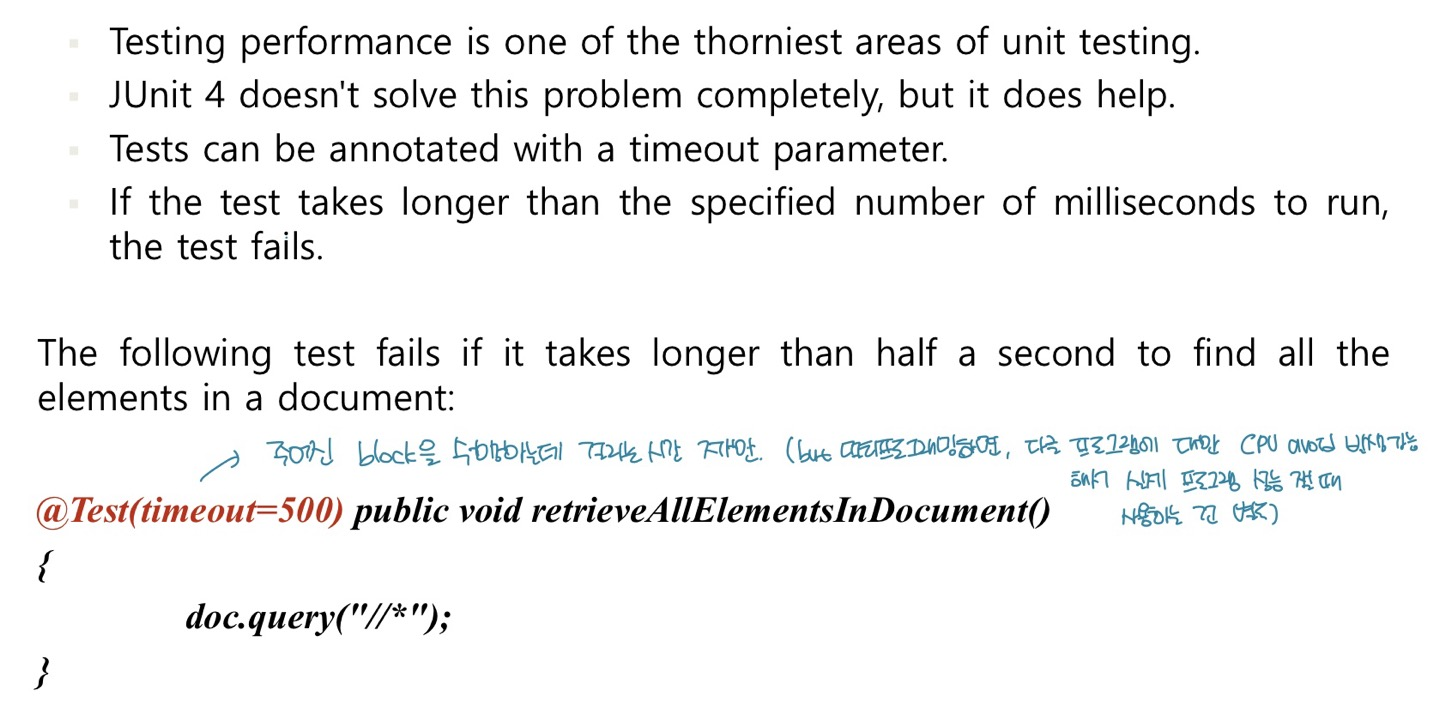 Testing performance is one of the thorniest areas of unit testing.
JUnit 4 doesn't solve this problem completely, but it does help.
Tests can be annotated with a timeout parameter.
If the test takes longer than the specified number of milliseconds to run,
the test fails.
The following test fails if it takes longer than half a second to find all the
elements in a document:
주어진 block을 수행하는데 걸리는 시간 제한. (but 멀티프로그래밍하면, 다른 프로그램에 대한 CPU 발생가능
해서 실제 프로그램 성능 잴 때
사용하는 건 별로)
@Test(timeout=500) public void retrieveAllElementsInDocument()
{
doc.query("//*");
}